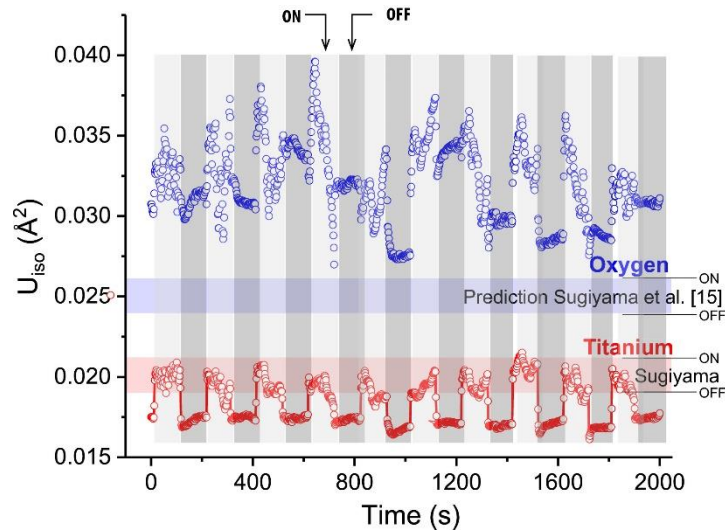 ON OFF
0.040
0.035
0.030
0.025
0.020
0.015
U_iso (Å²)
Oxygen
ON
Prediction Sugiyama et al. [15]
OFF
Titanium
ON
Sugiyama
OFF
0 400 800 1200 1600 2000
Time (s)